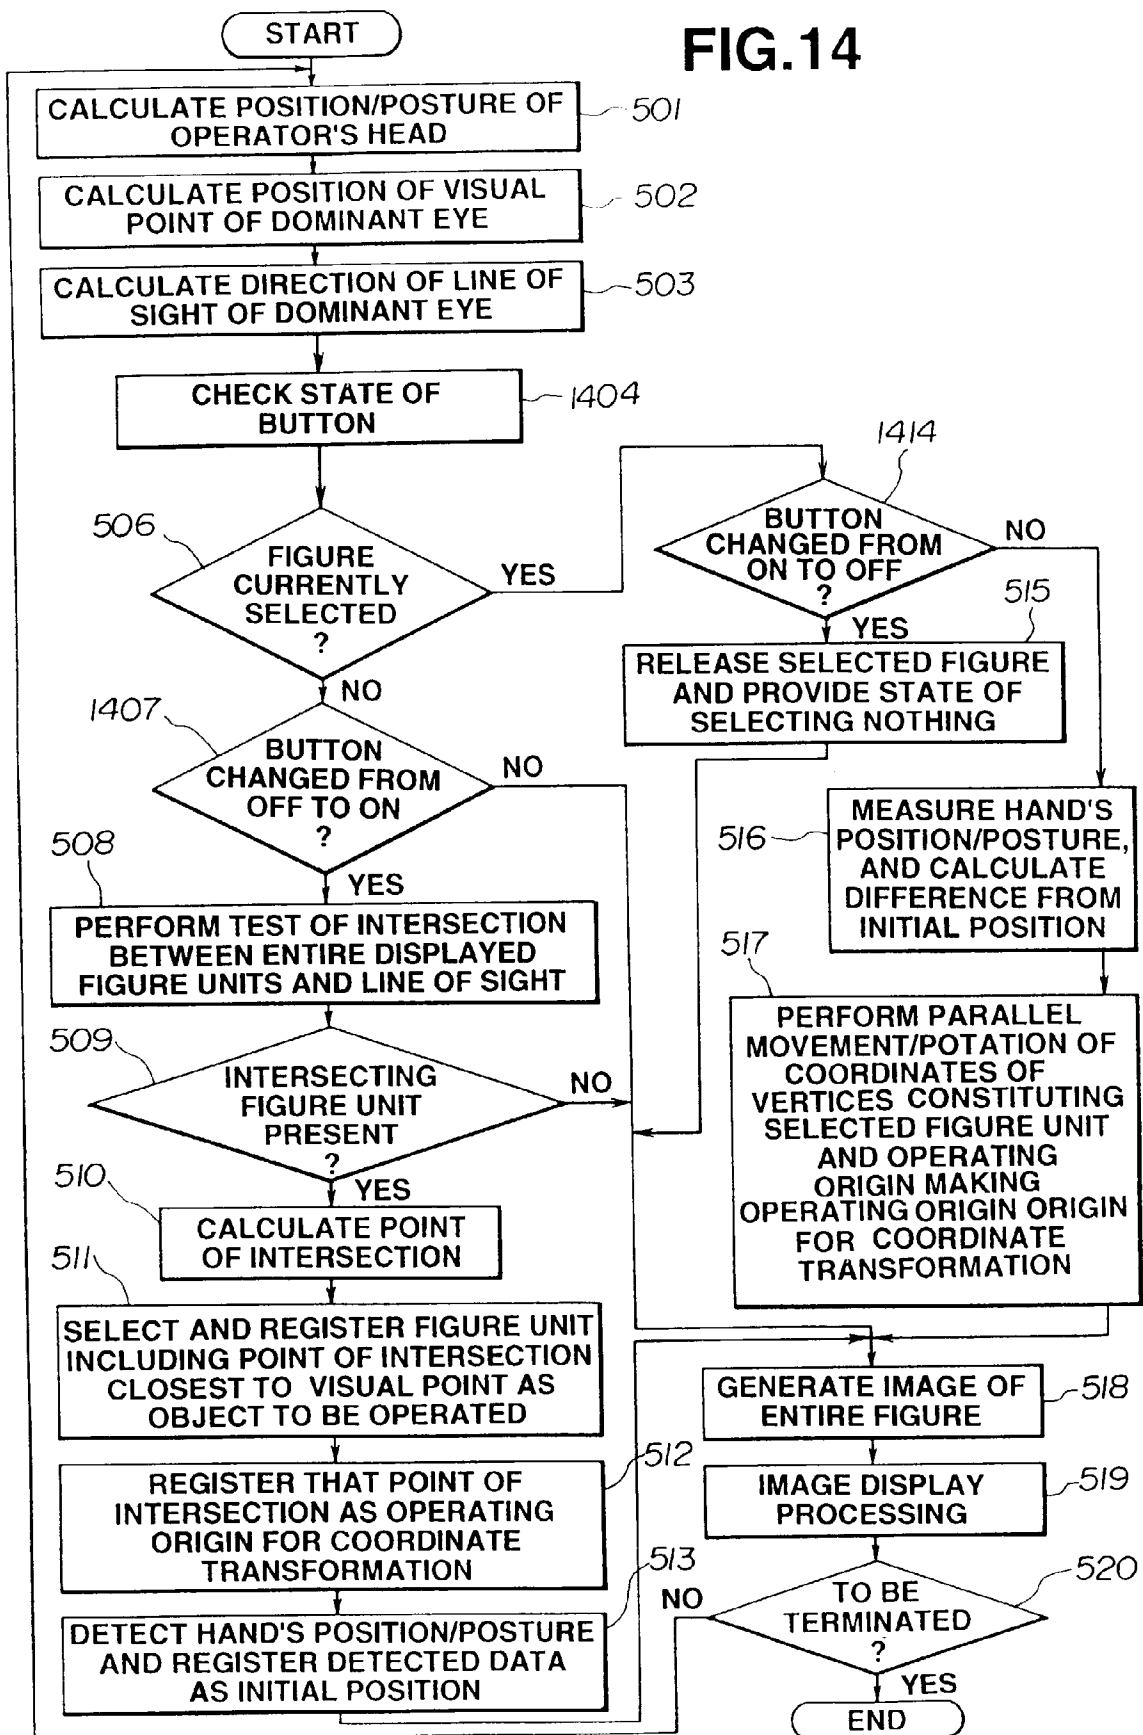 START
FIG.14
CALCULATE POSITION/POSTURE OF
OPERATOR'S HEAD
501
CALCULATE POSITION OF VISUAL
POINT OF DOMINANT EYE
502
CALCULATE DIRECTION OF LINE OF
SIGHT OF DOMINANT EYE
503
CHECK STATE OF
BUTTON
1404
506
FIGURE
CURRENTLY
SELECTED
?
YES
NO
1414
BUTTON
CHANGED FROM
ON TO OFF
?
NO
YES
515
RELEASE SELECTED FIGURE
AND PROVIDE STATE OF
SELECTING NOTHING
1407
BUTTON
CHANGED FROM
OFF TO ON
?
NO
YES
516
MEASURE HAND'S
POSITION/POSTURE,
AND CALCULATE
DIFFERENCE FROM
INITIAL POSITION
508
PERFORM TEST OF INTERSECTION
BETWEEN ENTIRE DISPLAYED
FIGURE UNITS AND LINE OF SIGHT
517
PERFORM PARALLEL
MOVEMENT/POTATION OF
COORDINATES OF
VERTICES CONSTITUTING
SELECTED FIGURE UNIT
AND OPERATING
ORIGIN MAKING
OPERATING ORIGIN ORIGIN
FOR COORDINATE
TRANSFORMATION
509
INTERSECTING
FIGURE UNIT
PRESENT
?
NO
YES
510
CALCULATE POINT
OF INTERSECTION
511
SELECT AND REGISTER FIGURE UNIT
INCLUDING POINT OF INTERSECTION
CLOSEST TO VISUAL POINT AS
OBJECT TO BE OPERATED
512
REGISTER THAT POINT OF
INTERSECTION AS OPERATING
ORIGIN FOR COORDINATE
TRANSFORMATION
513
DETECT HAND'S POSITION/POSTURE
AND REGISTER DETECTED DATA
AS INITIAL POSITION
GENERATE IMAGE OF
ENTIRE FIGURE
518
IMAGE DISPLAY
PROCESSING
519
TO BE
TERMINATED
?
520
NO
YES
END